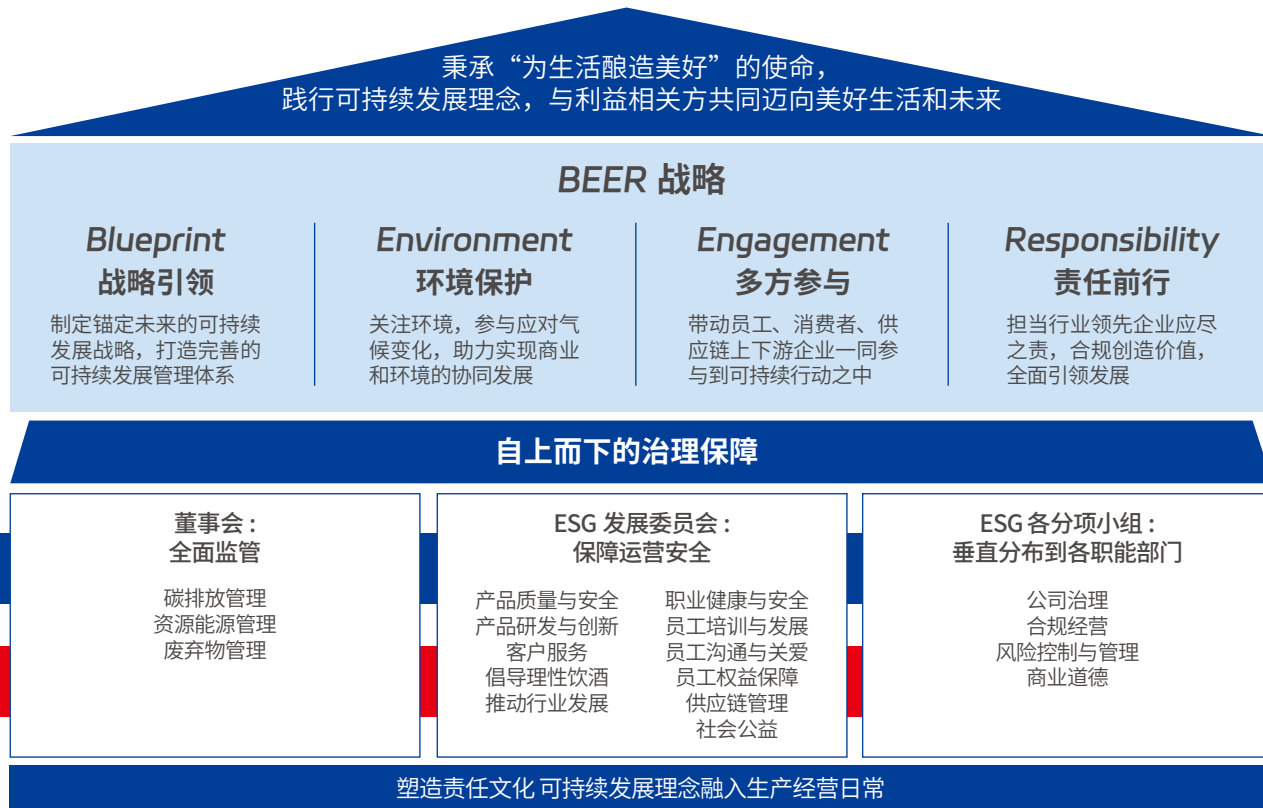 秉承“为生活酿造美好”的使命，
践行可持续发展理念，与利益相关方共同迈向美好生活和未来
BEER 战略
Blueprint
战略引领
制定锚定未来的可持续
发展战略，打造完善的
可持续发展管理体系
Environment
环境保护
关注环境，参与应对气
候变化，助力实现商业
和环境的协同发展
Engagement
多方参与
带动员工、消费者、供
应链上下游企业一同参
与到可持续行动之中
Responsibility
责任前行
担当行业领先企业应尽
之责，合规创造价值，
全面引领发展
自上而下的治理保障
董事会：
全面监管
碳排放管理
资源能源管理
废弃物管理
ESG 发展委员会：
保障运营安全
产品质量与安全
产品研发与创新
客户服务
倡导理性饮酒
推动行业发展
职业健康与安全
员工培训与发展
员工沟通与关爱
员工权益保障
供应链管理
社会公益
ESG 各分项小组：
垂直分布到各职能部门
公司治理
合规经营
风险控制与管理
商业道德
塑造责任文化 可持续发展理念融入生产经营日常